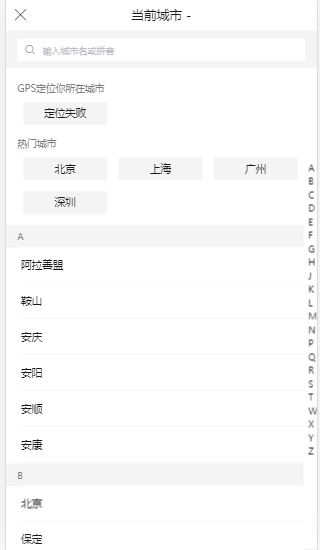 当前城市 -
输入城市名或拼音
GPS定位你所在城市
定位失败
热门城市
北京 上海 广州
深圳
A
阿拉善盟
鞍山
安庆
安阳
安顺
安康
B
北京
保定
A
B
C
D
E
F
G
H
J
K
L
M
N
P
Q
R
S
T
W
X
Y
Z